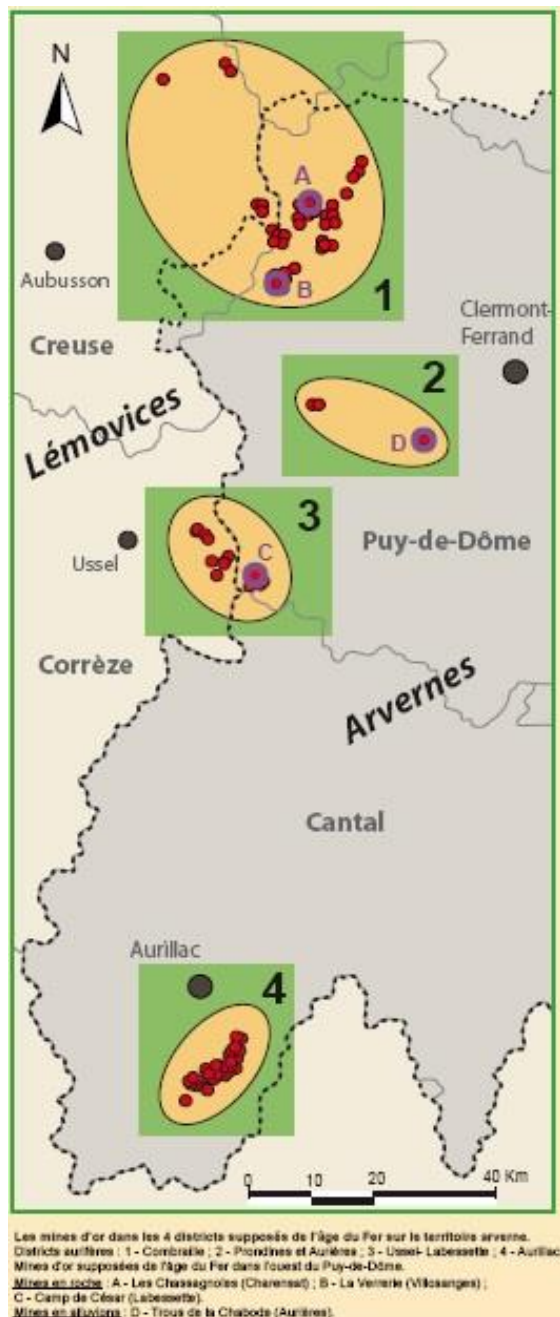 N
A
B
1
Aubusson
Creuse
Clermont-
Ferrand
Lémovices
2
D
3
C
Ussel
Puy-de-Dôme
Corrèze
Arvernes
Cantal
Aurillac
4
0 10 20 40 Km
Les mines d'or dans les 4 districts supposés de l'âge du Fer sur le territoire arverne.
Districts aurifères : 1 - Combraille ; 2 - Prondines et Aurières ; 3 - Ussel- Labessette ; 4 - Aurillac
Mines d'or supposées de l'âge du Fer dans l'ouest du Puy-de-Dôme.
Mines en roche : A - Les Chassagnoles (Charensat) ; B - La Verrerie (Villosanges) ;
C - Camp de César (Labessette).
Mines en alluvions : D - Trous de la Chabode (Aurières).